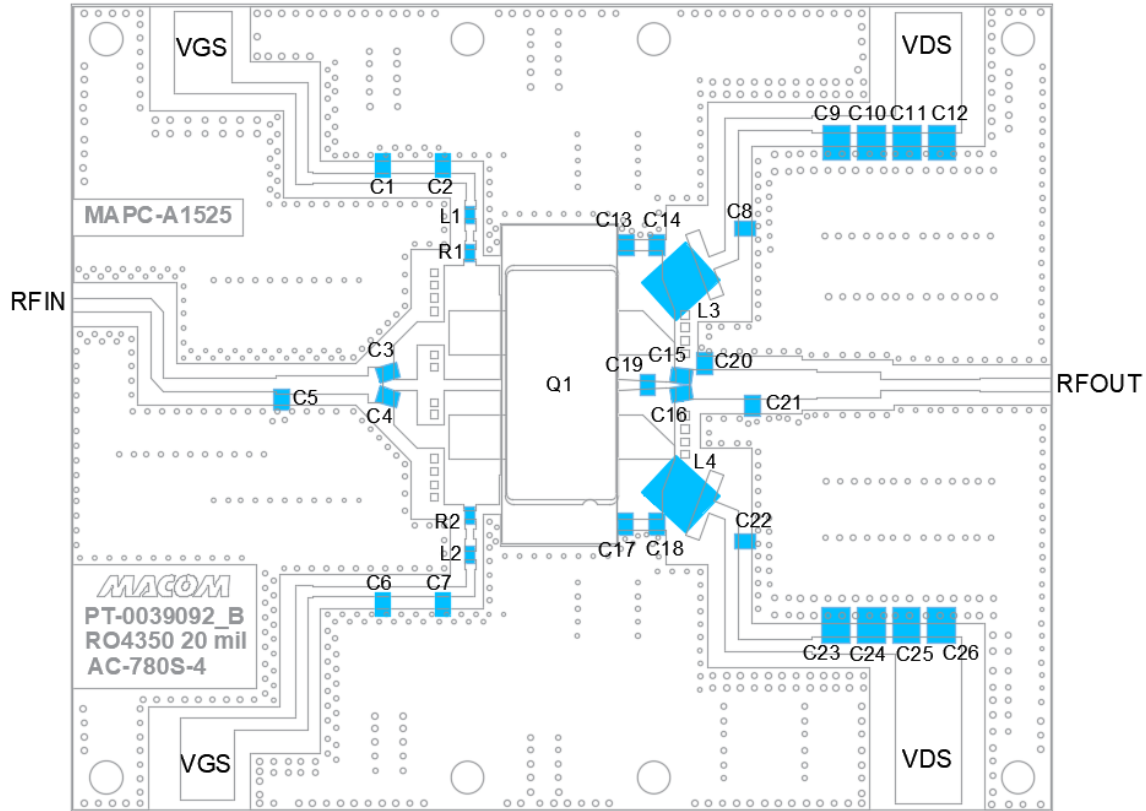 VGS
VDS
C9 C10 C11 C12
C1
C2
MAPC-A1525
L1
C13 C14
C8
R1
RFIN
L3
C3
C15
C19
C20
Q1
RFOUT
C5
C4
C16
C21
L4
R2
C22
C17
C18
L2
MACOM
C6
C7
PT-0039092_B
RO4350 20 mil
AC-780S-4
C23 C24 C25 C26
VGS
VDS